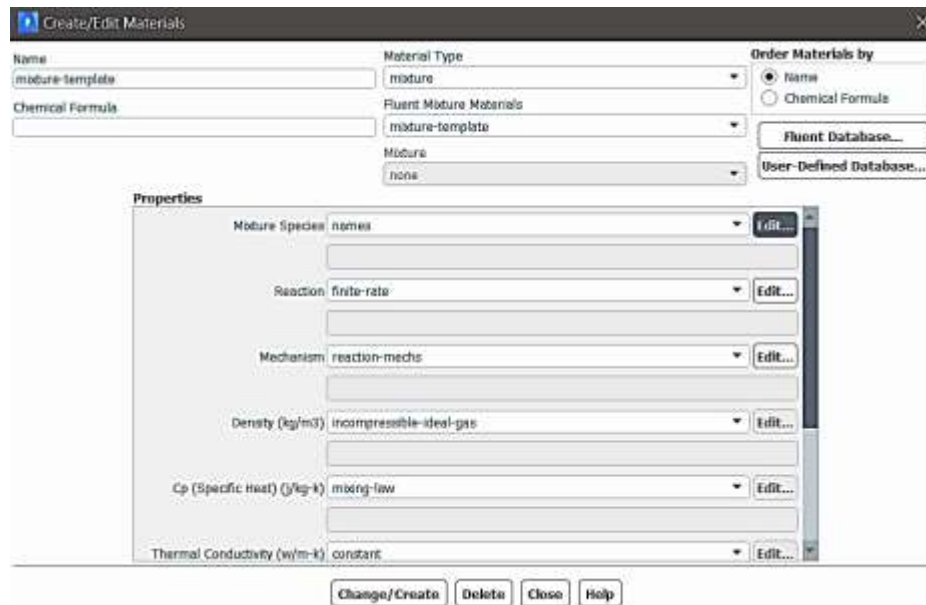 Create/Edit Materials
Name
mixture-template
Chemical Formula
Material Type
mixture
Fluent Mixture Materials
mixture-template
Mixture
none
Order Materials by
Name
Chemical Formula
Fluent Database...
User-Defined Database...
Properties
Mixture Species names Edit...
Reaction finite-rate Edit...
Mechanism reaction-mechs Edit...
Density (kg/m3) incompressible-ideal-gas Edit...
Cp (Specific Heat) (j/kg-k) mixing-law Edit...
Thermal Conductivity (w/m-k) constant Edit...
Change/Create Delete Close Help